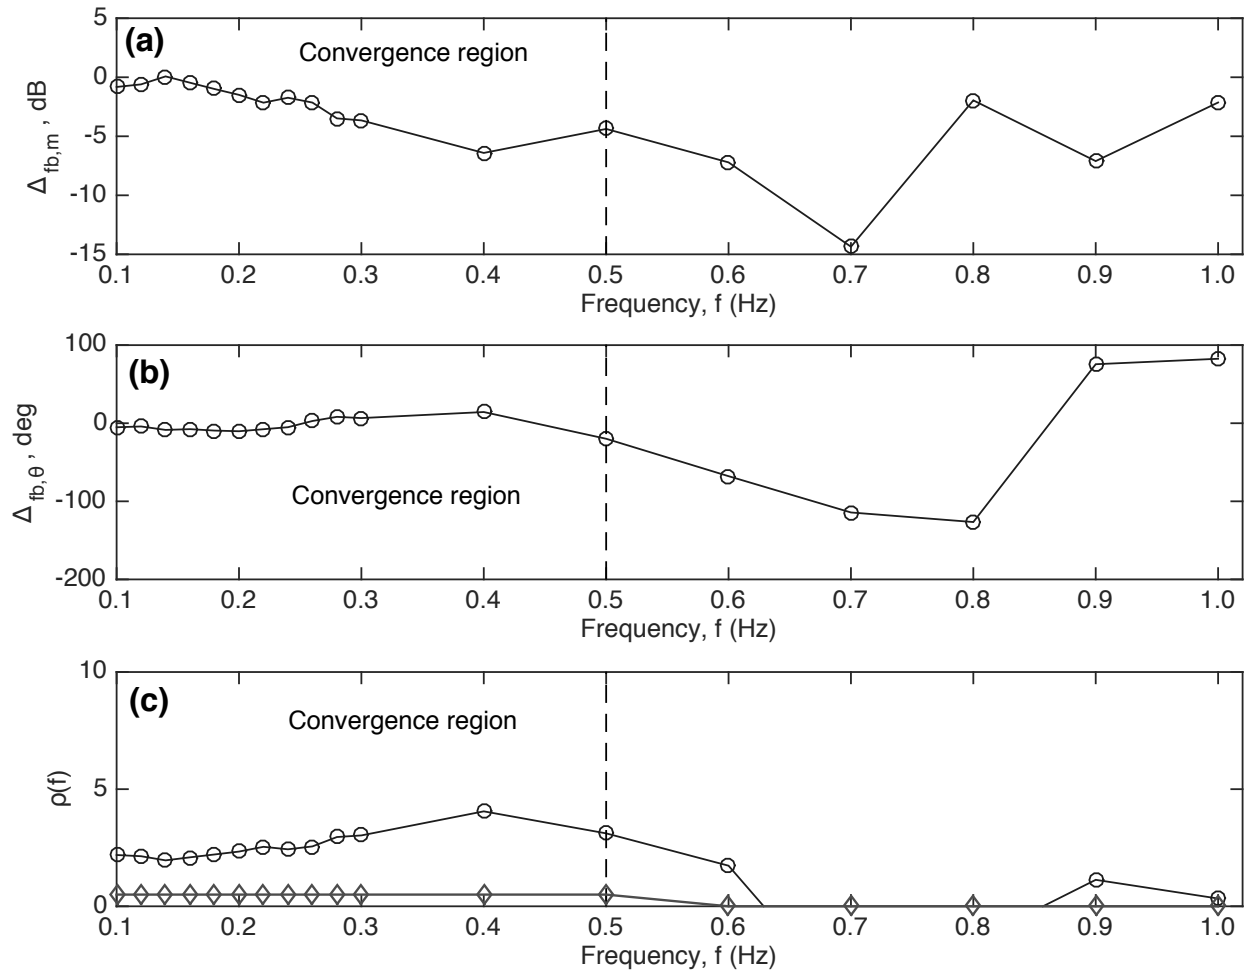 (a)
Convergence region
Δfb,m , dB
5
0
-5
-10
-15
0.1 0.2 0.3 0.4 0.5 0.6 0.7 0.8 0.9 1.0
Frequency, f (Hz)
(b)
Convergence region
Δfb,θ , deg
100
0
-100
-200
0.1 0.2 0.3 0.4 0.5 0.6 0.7 0.8 0.9 1.0
Frequency, f (Hz)
(c)
Convergence region
ρ(f)
10
5
0
0.1 0.2 0.3 0.4 0.5 0.6 0.7 0.8 0.9 1.0
Frequency, f (Hz)